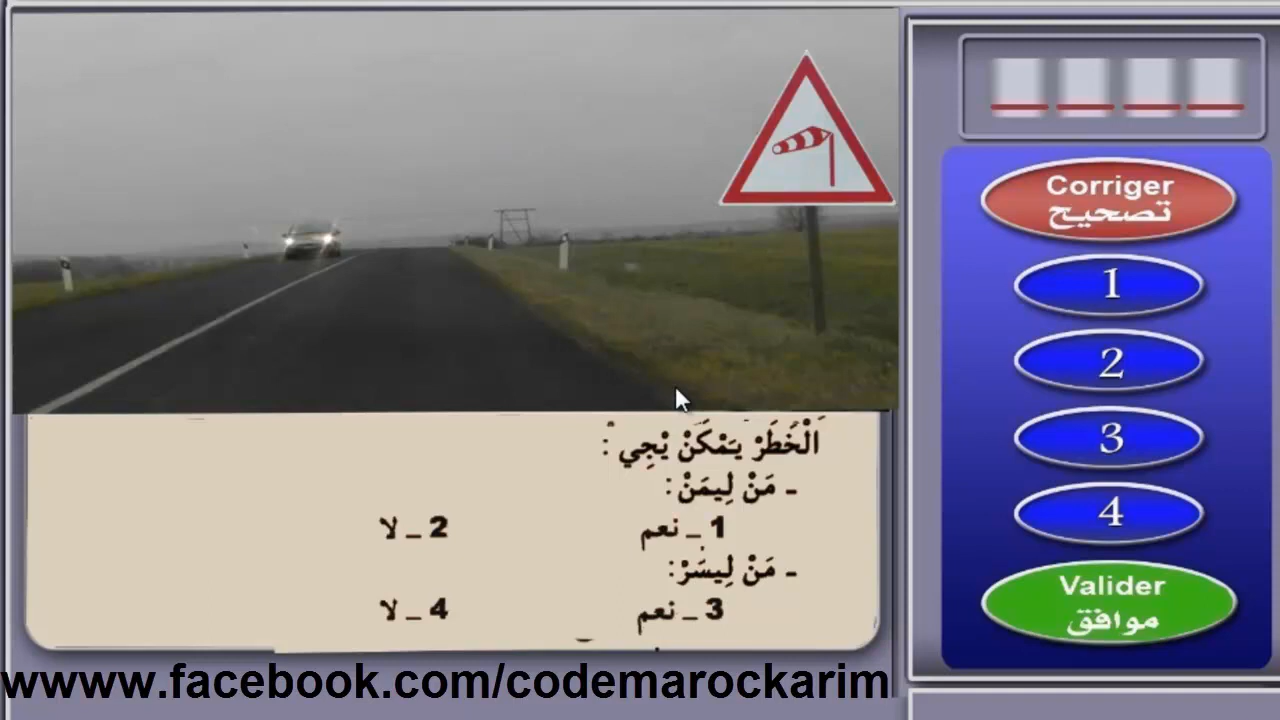 اَلْخَطَرْ يَمْكَنْ يْجِي :
ـ مَنْ لِيمَنْ :
1 ـ نعم 2 ـ لا
ـ مَنْ لِيسَرْ:
3 ـ نعم 4 ـ لا
Corriger
تصحيح
1
2
3
4
Valider
موافق
wwww.facebook.com/codemarockarim